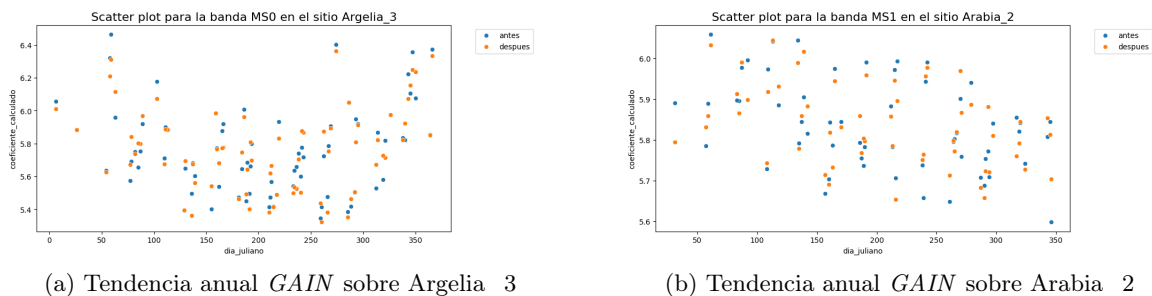 Scatter plot para la banda MS0 en el sitio Argelia_3
antes
despues
6.4
6.2
6.0
5.8
5.6
5.4
coeficiente_calculado
0 50 100 150 200 250 300 350
dia_juliano
(a) Tendencia anual GAIN sobre Argelia 3
Scatter plot para la banda MS1 en el sitio Arabia_2
antes
despues
6.0
5.9
5.8
5.7
5.6
coeficiente_calculado
50 100 150 200 250 300 350
dia_juliano
(b) Tendencia anual GAIN sobre Arabia 2